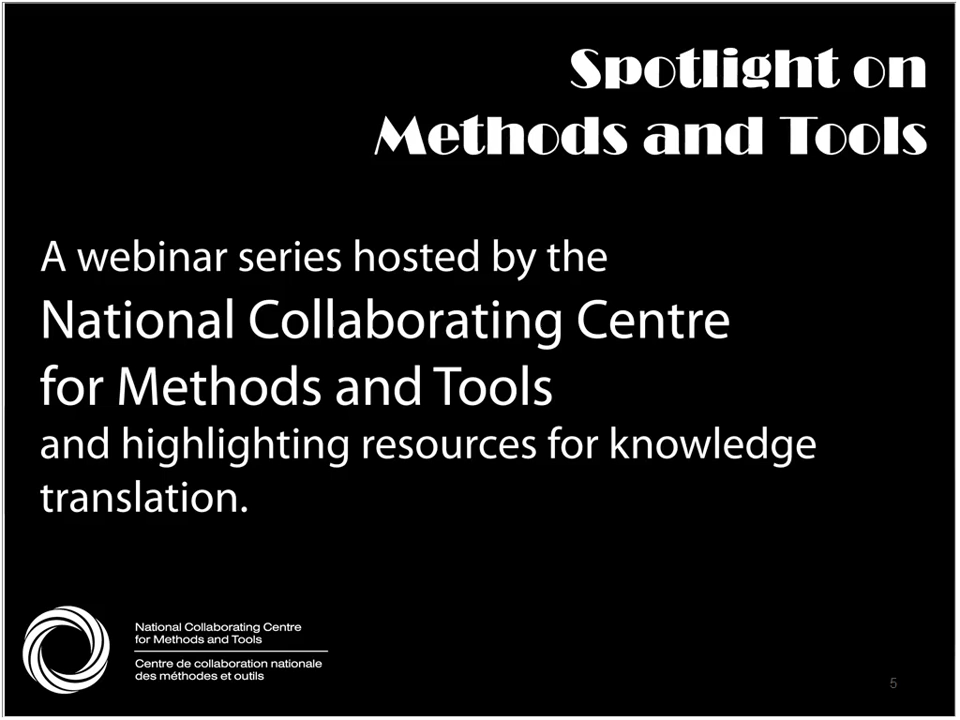 Spotlight on
Methods and Tools
A webinar series hosted by the
National Collaborating Centre
for Methods and Tools
and highlighting resources for knowledge
translation.
National Collaborating Centre
for Methods and Tools
Centre de collaboration nationale
des méthodes et outils
5